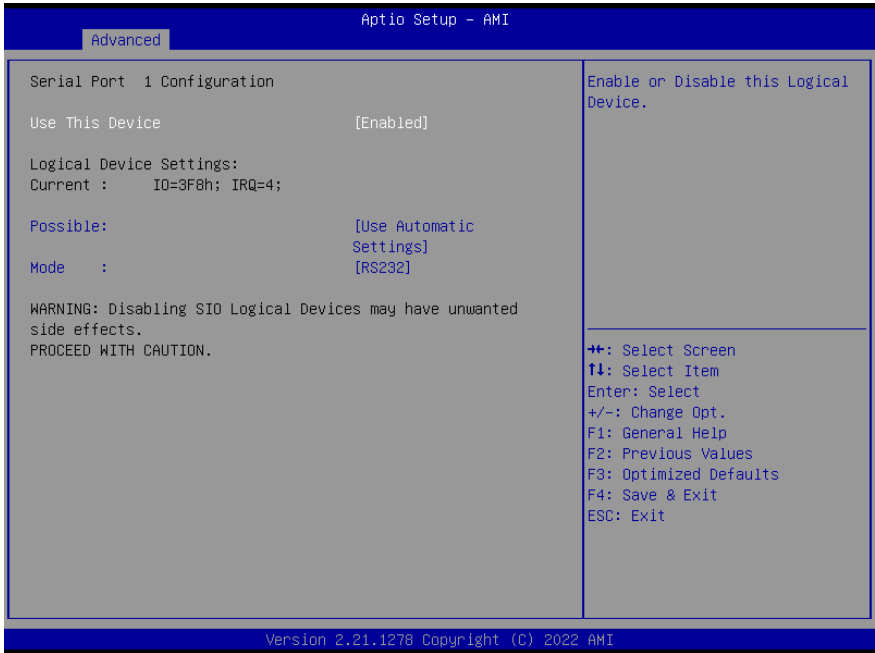 Aptio Setup – AMI
Advanced
Serial Port 1 Configuration
Use This Device [Enabled]
Logical Device Settings:
Current : IO=3F8h; IRQ=4;
Possible: [Use Automatic
Settings]
Mode : [RS232]
WARNING: Disabling SIO Logical Devices may have unwanted
side effects.
PROCEED WITH CAUTION.
Enable or Disable this Logical
Device.
→←: Select Screen
↑↓: Select Item
Enter: Select
+/-: Change Opt.
F1: General Help
F2: Previous Values
F3: Optimized Defaults
F4: Save & Exit
ESC: Exit
Version 2.21.1278 Copyright (C) 2022 AMI